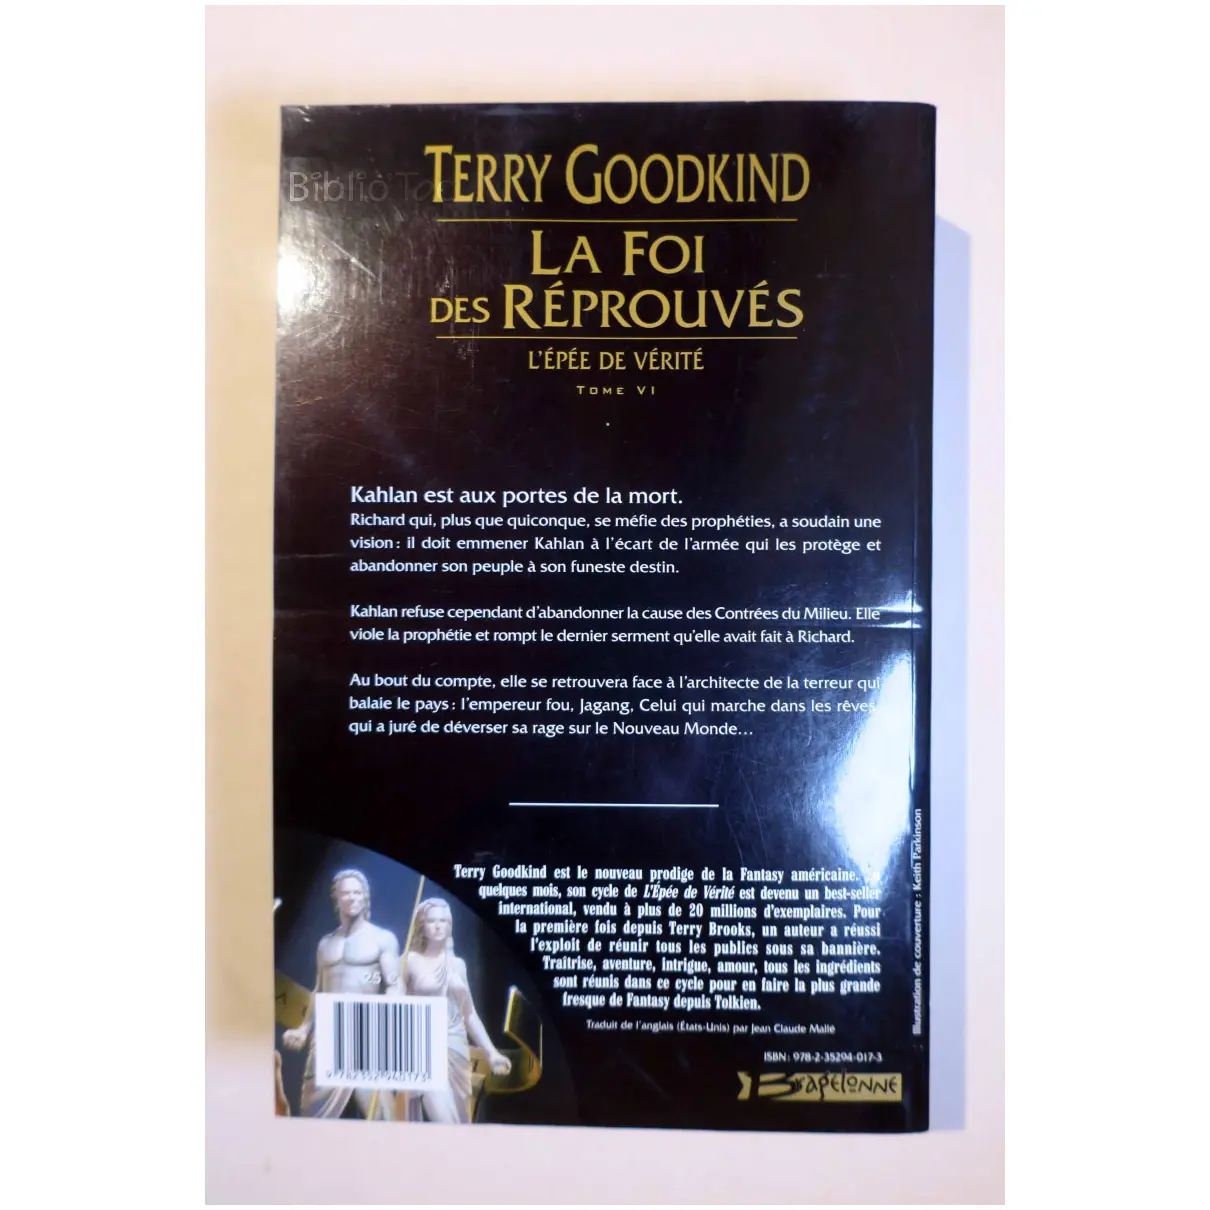 Biblio'To
TERRY GOODKIND
LA FOI
DES RÉPROUVÉS
L'ÉPÉE DE VÉRITÉ
TOME VI
Kahlan est aux portes de la mort.
Richard qui, plus que quiconque, se méfie des prophéties, a soudain une
vision : il doit emmener Kahlan à l'écart de l'armée qui les protège et
abandonner son peuple à son funeste destin.
Kahlan refuse cependant d'abandonner la cause des Contrées du Milieu. Elle
viole la prophétie et rompt le dernier serment qu'elle avait fait à Richard.
Au bout du compte, elle se retrouvera face à l'architecte de la terreur qui
balaie le pays : l'empereur fou, Jagang, Celui qui marche dans les rêves,
qui a juré de déverser sa rage sur le Nouveau Monde...
Terry Goodkind est le nouveau prodige de la Fantasy américaine.
quelques mois, son cycle de L'Épée de Vérité est devenu un best-seller
international, vendu à plus de 20 millions d'exemplaires. Pour
la première fois depuis Terry Brooks, un auteur a réussi
l'exploit de réunir tous les publics sous sa bannière.
Traîtrise, aventure, intrigue, amour, tous les ingrédients
sont réunis dans ce cycle pour en faire la plus grande
fresque de Fantasy depuis Tolkien.
Traduit de l'anglais (États-Unis) par Jean Claude Mallé
ISBN : 978-2-35294-017-3
BRAGELONNE
9 782352 940173
Illustration de couverture : Keith Parkinson